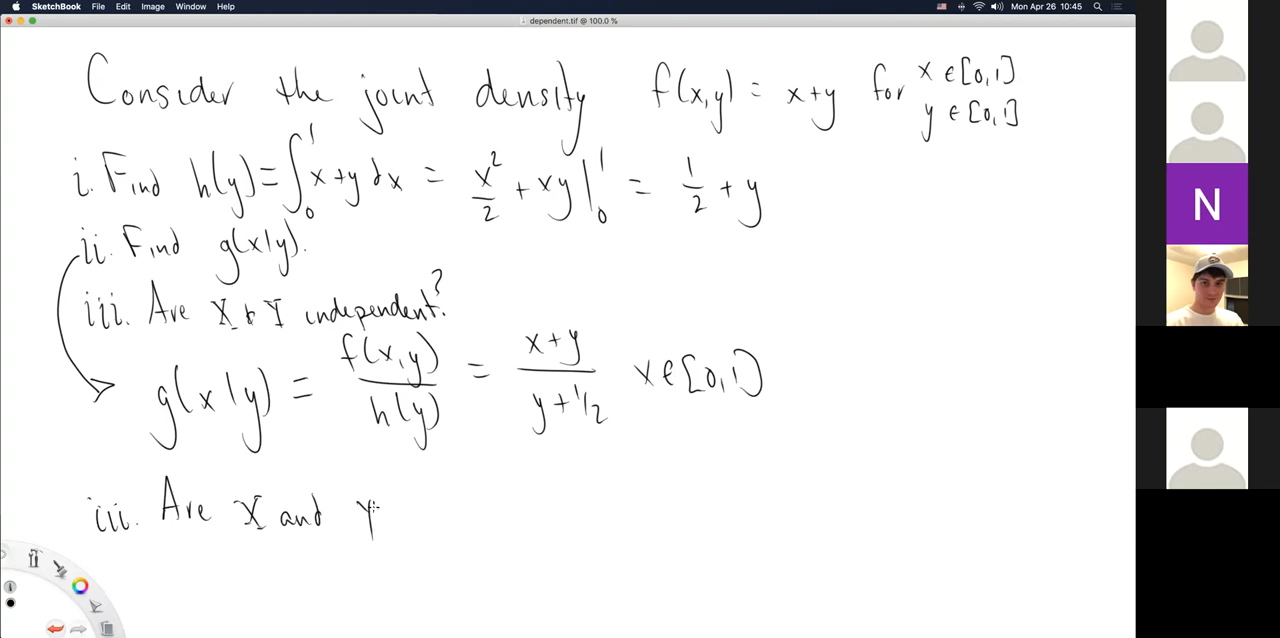 SketchBook File Edit Image Window Help Mon Apr 26 10:45
dependent.tif @ 100.0 %
Consider the joint density f(x,y) = x+y for x ∈ [0,1] y ∈ [0,1]
i. Find h(y) = ∫₀¹ x+y dx = x²/2 + xy |₀¹ = 1/2 + y
ii. Find g(x|y).
iii. Are X & Y independent?
g(x|y) = f(x,y)/h(y) = (x+y)/(y+1/2) x ∈ [0,1]
iii. Are X and Y
N